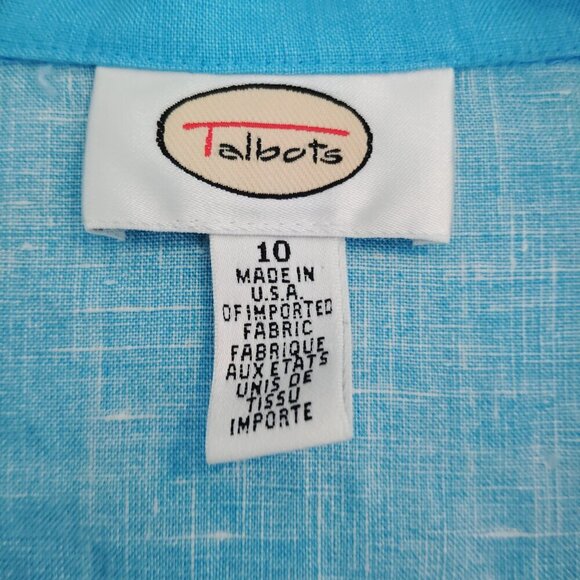 Talbots
10
MADE IN
U.S.A.
OF IMPORTED
FABRIC
FABRIQUE
AUX ETATS
UNIS DE
TISSU
IMPORTE